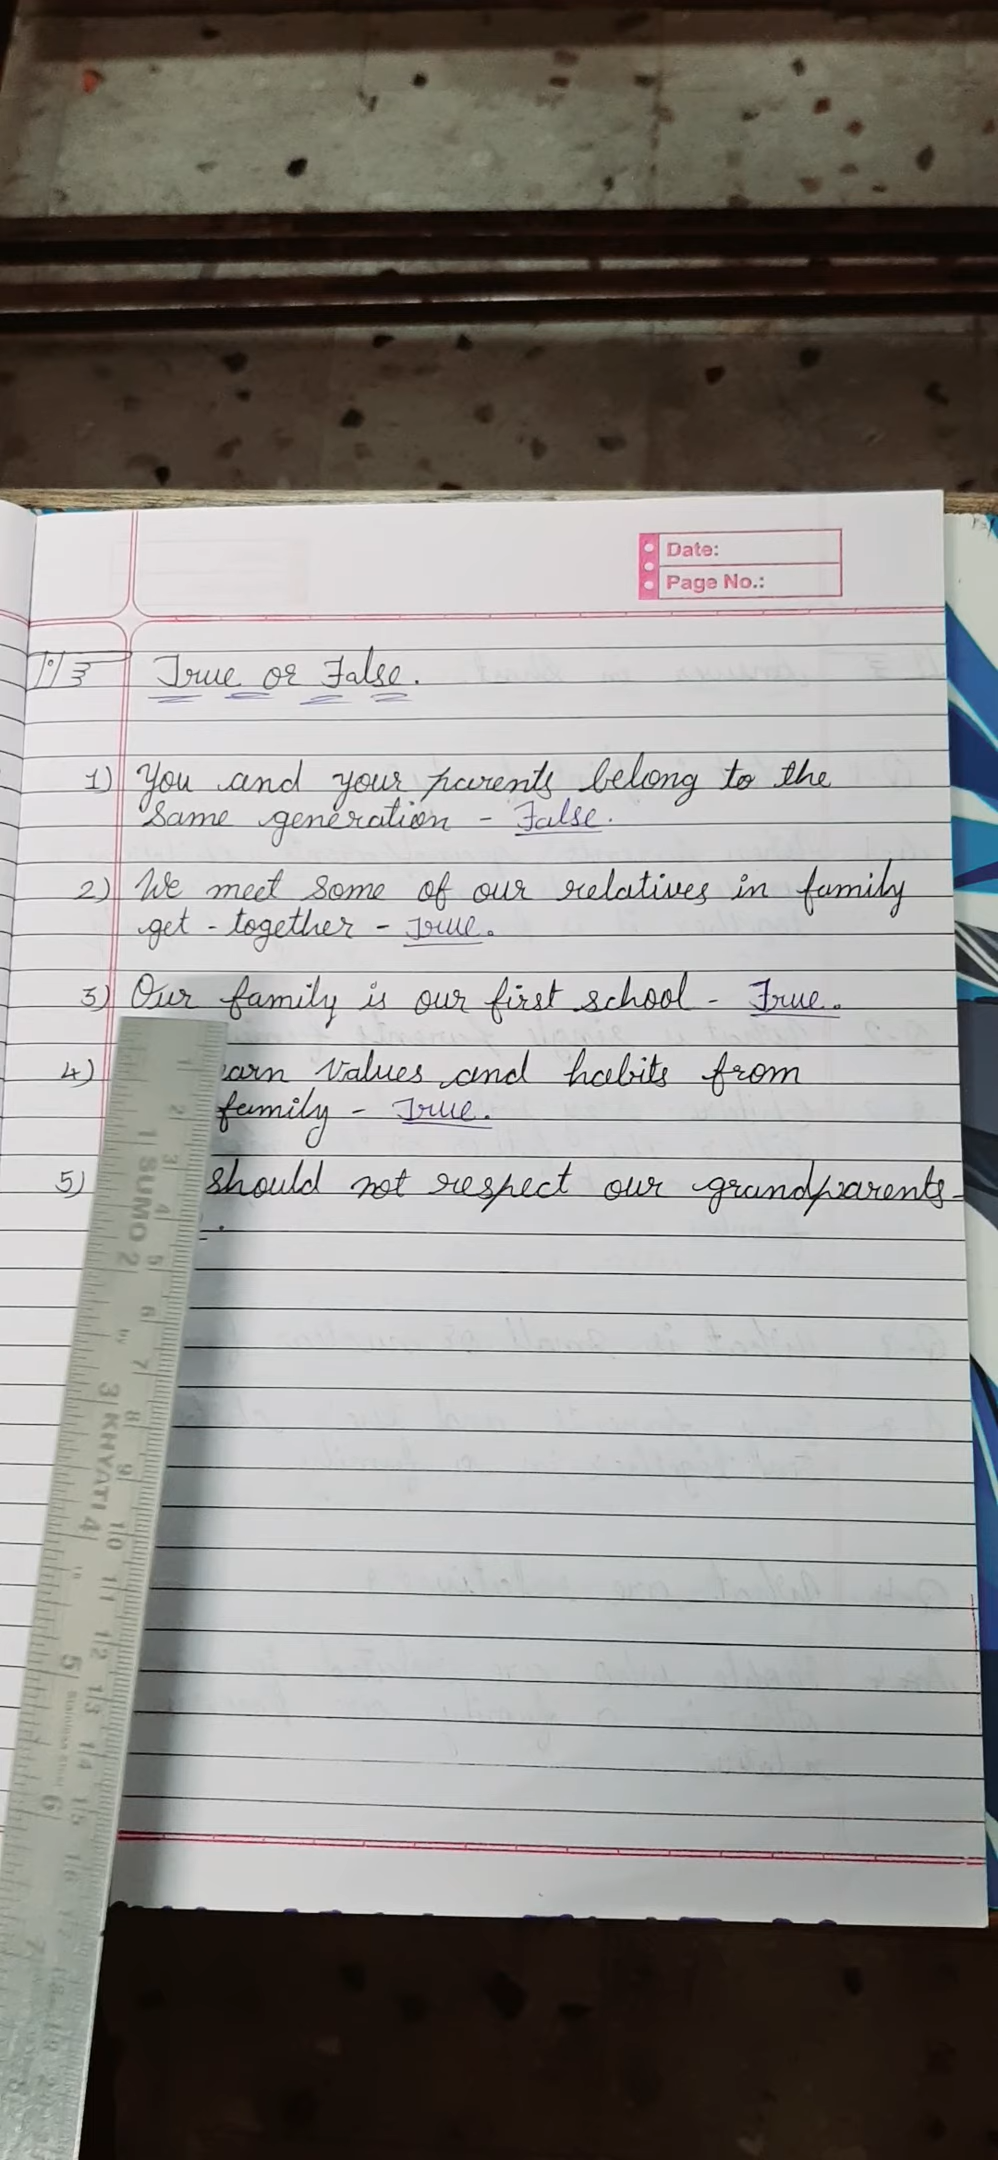 Date:
Page No.:
True or False.
1) You and your parents belong to the
Same generation - False.
2) We meet Some of our relatives in family
get - together - True.
3) Our family is our first school - True.
4) arn Values and habits from
family - True.
5) should not respect our grandparents-
SUMO
KHYATI